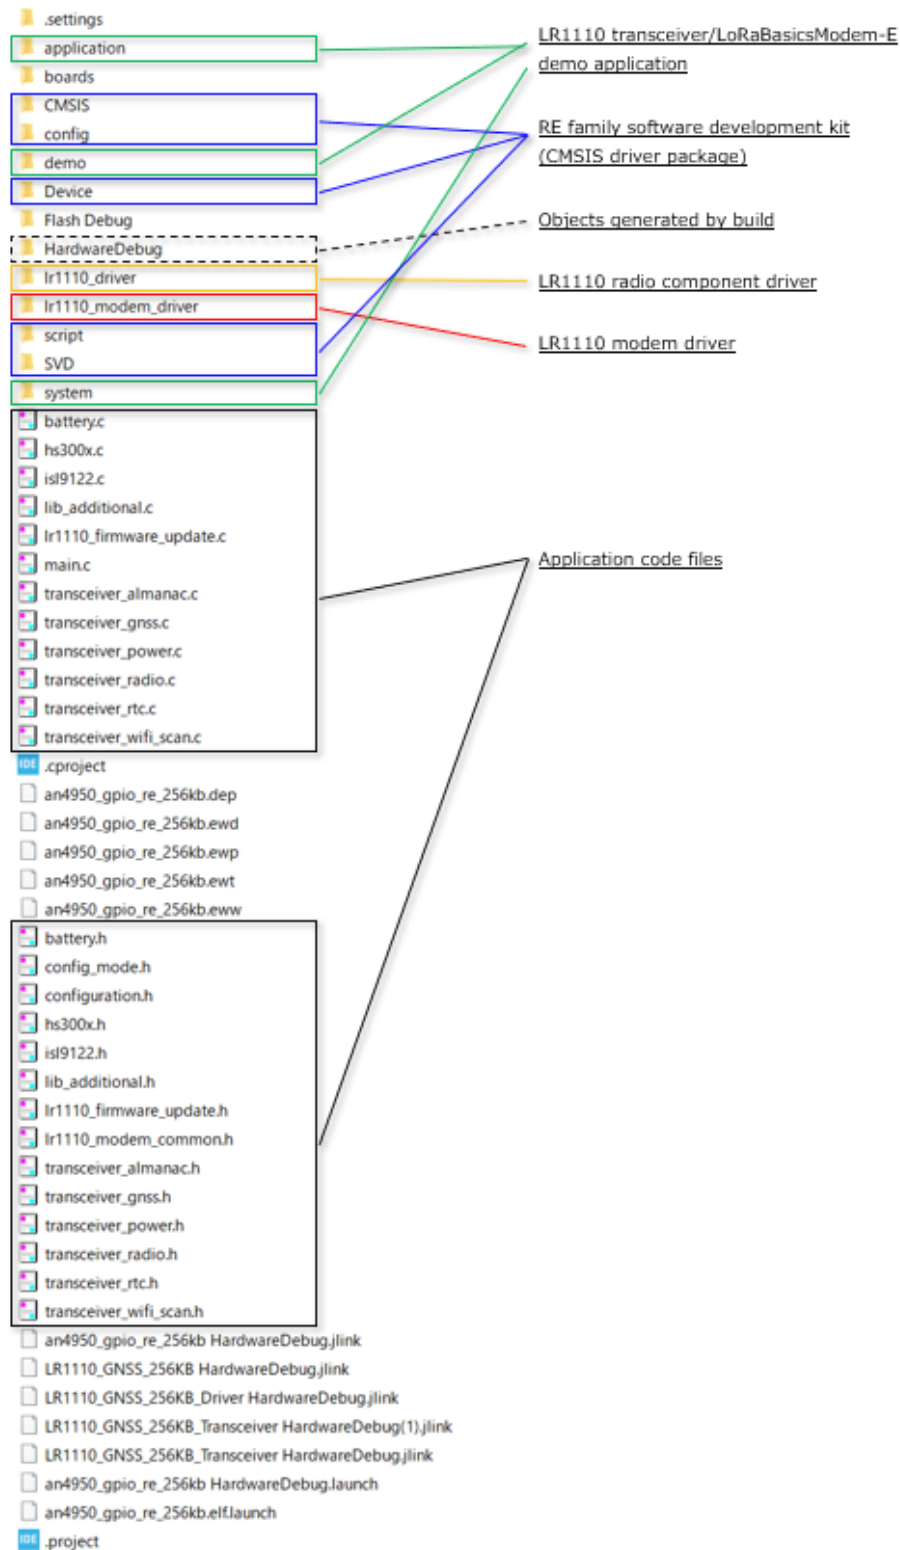 .settings
application
boards
CMSIS
config
demo
Device
Flash Debug
HardwareDebug
lr1110_driver
lr1110_modem_driver
script
SVD
system
battery.c
hs300x.c
isl9122.c
lib_additional.c
lr1110_firmware_update.c
main.c
transceiver_almanac.c
transceiver_gnss.c
transceiver_power.c
transceiver_radio.c
transceiver_rtc.c
transceiver_wifi_scan.c
IDE .cproject
an4950_gpio_re_256kb.dep
an4950_gpio_re_256kb.ewd
an4950_gpio_re_256kb.ewp
an4950_gpio_re_256kb.ewt
an4950_gpio_re_256kb.eww
battery.h
config_mode.h
configuration.h
hs300x.h
isl9122.h
lib_additional.h
lr1110_firmware_update.h
lr1110_modem_common.h
transceiver_almanac.h
transceiver_gnss.h
transceiver_power.h
transceiver_radio.h
transceiver_rtc.h
transceiver_wifi_scan.h
an4950_gpio_re_256kb HardwareDebug.jlink
LR1110_GNSS_256KB HardwareDebug.jlink
LR1110_GNSS_256KB_Driver HardwareDebug.jlink
LR1110_GNSS_256KB_Transceiver HardwareDebug(1).jlink
LR1110_GNSS_256KB_Transceiver HardwareDebug.jlink
an4950_gpio_re_256kb HardwareDebug.launch
an4950_gpio_re_256kb.elf.launch
IDE .project
LR1110 transceiver/LoRaBasicsModem-E
demo application
RE family software development kit
(CMSIS driver package)
Objects generated by build
LR1110 radio component driver
LR1110 modem driver
Application code files